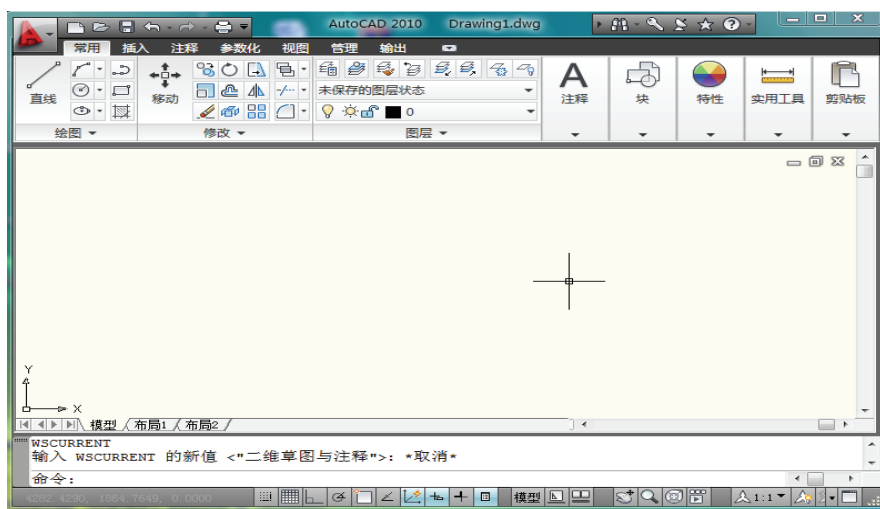 AutoCAD 2010 Drawing1.dwg
常用 插入 注释 参数化 视图 管理 输出
未保存的图层状态
直线 移动 注释 块 特性 实用工具 剪贴板
0
绘图 修改 图层
Y
X
模型 布局1 布局2
WSCURRENT
输入 WSCURRENT 的新值 <"二维草图与注释">: *取消*
命令:
4282.4290, 1864.7649, 0.0000 模型 1:1